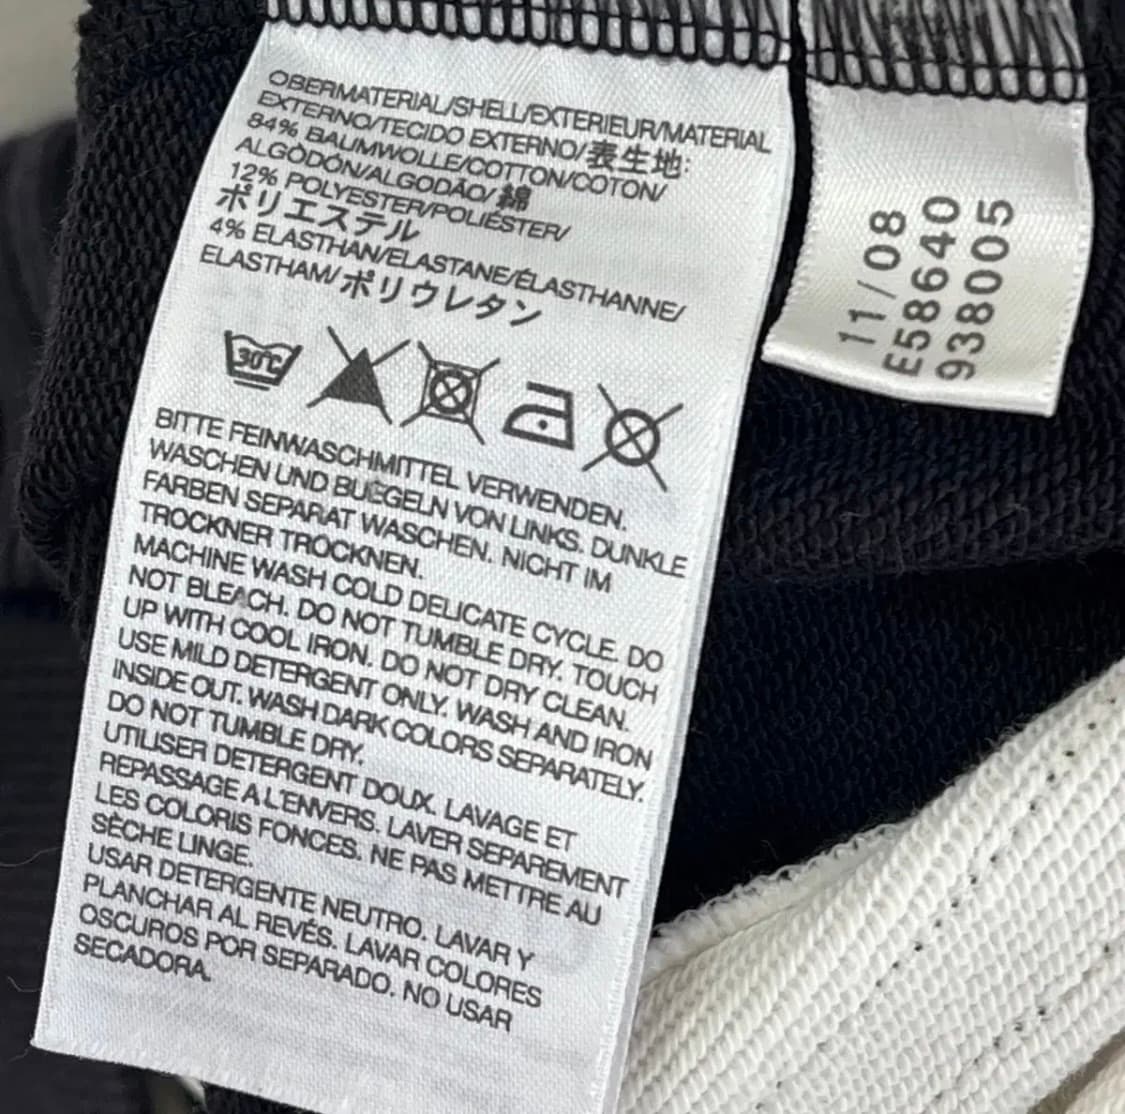 OBERMATERIAL/SHELL/EXTERIEUR/MATERIAL
EXTERNO/TECIDO EXTERNO/表生地:
84% BAUMWOLLE/COTTON/COTON/
ALGÒDÓN/ALGODÃO/綿
12% POLYESTER/POLIÉSTER/
ポリエステル
4% ELASTHAN/ELASTANE/ÉLASTHANNE/
ELASTHAM/ポリウレタン
30°C
BITTE FEINWASCHMITTEL VERWENDEN.
WASCHEN UND BUEGELN VON LINKS. DUNKLE
FARBEN SEPARAT WASCHEN. NICHT IM
TROCKNER TROCKNEN.
MACHINE WASH COLD DELICATE CYCLE. DO
NOT BLEACH. DO NOT TUMBLE DRY. TOUCH
UP WITH COOL IRON. DO NOT DRY CLEAN.
USE MILD DETERGENT ONLY. WASH AND IRON
INSIDE OUT. WASH DARK COLORS SEPARATELY.
DO NOT TUMBLE DRY.
UTILISER DETERGENT DOUX. LAVAGE ET
REPASSAGE A L'ENVERS. LAVER SEPAREMENT
LES COLORIS FONCES. NE PAS METTRE AU
SÈCHE LINGE.
USAR DETERGENTE NEUTRO. LAVAR Y
PLANCHAR AL REVÉS. LAVAR COLORES
OSCUROS POR SEPARADO. NO USAR
SECADORA.
11/08
E58640
938005